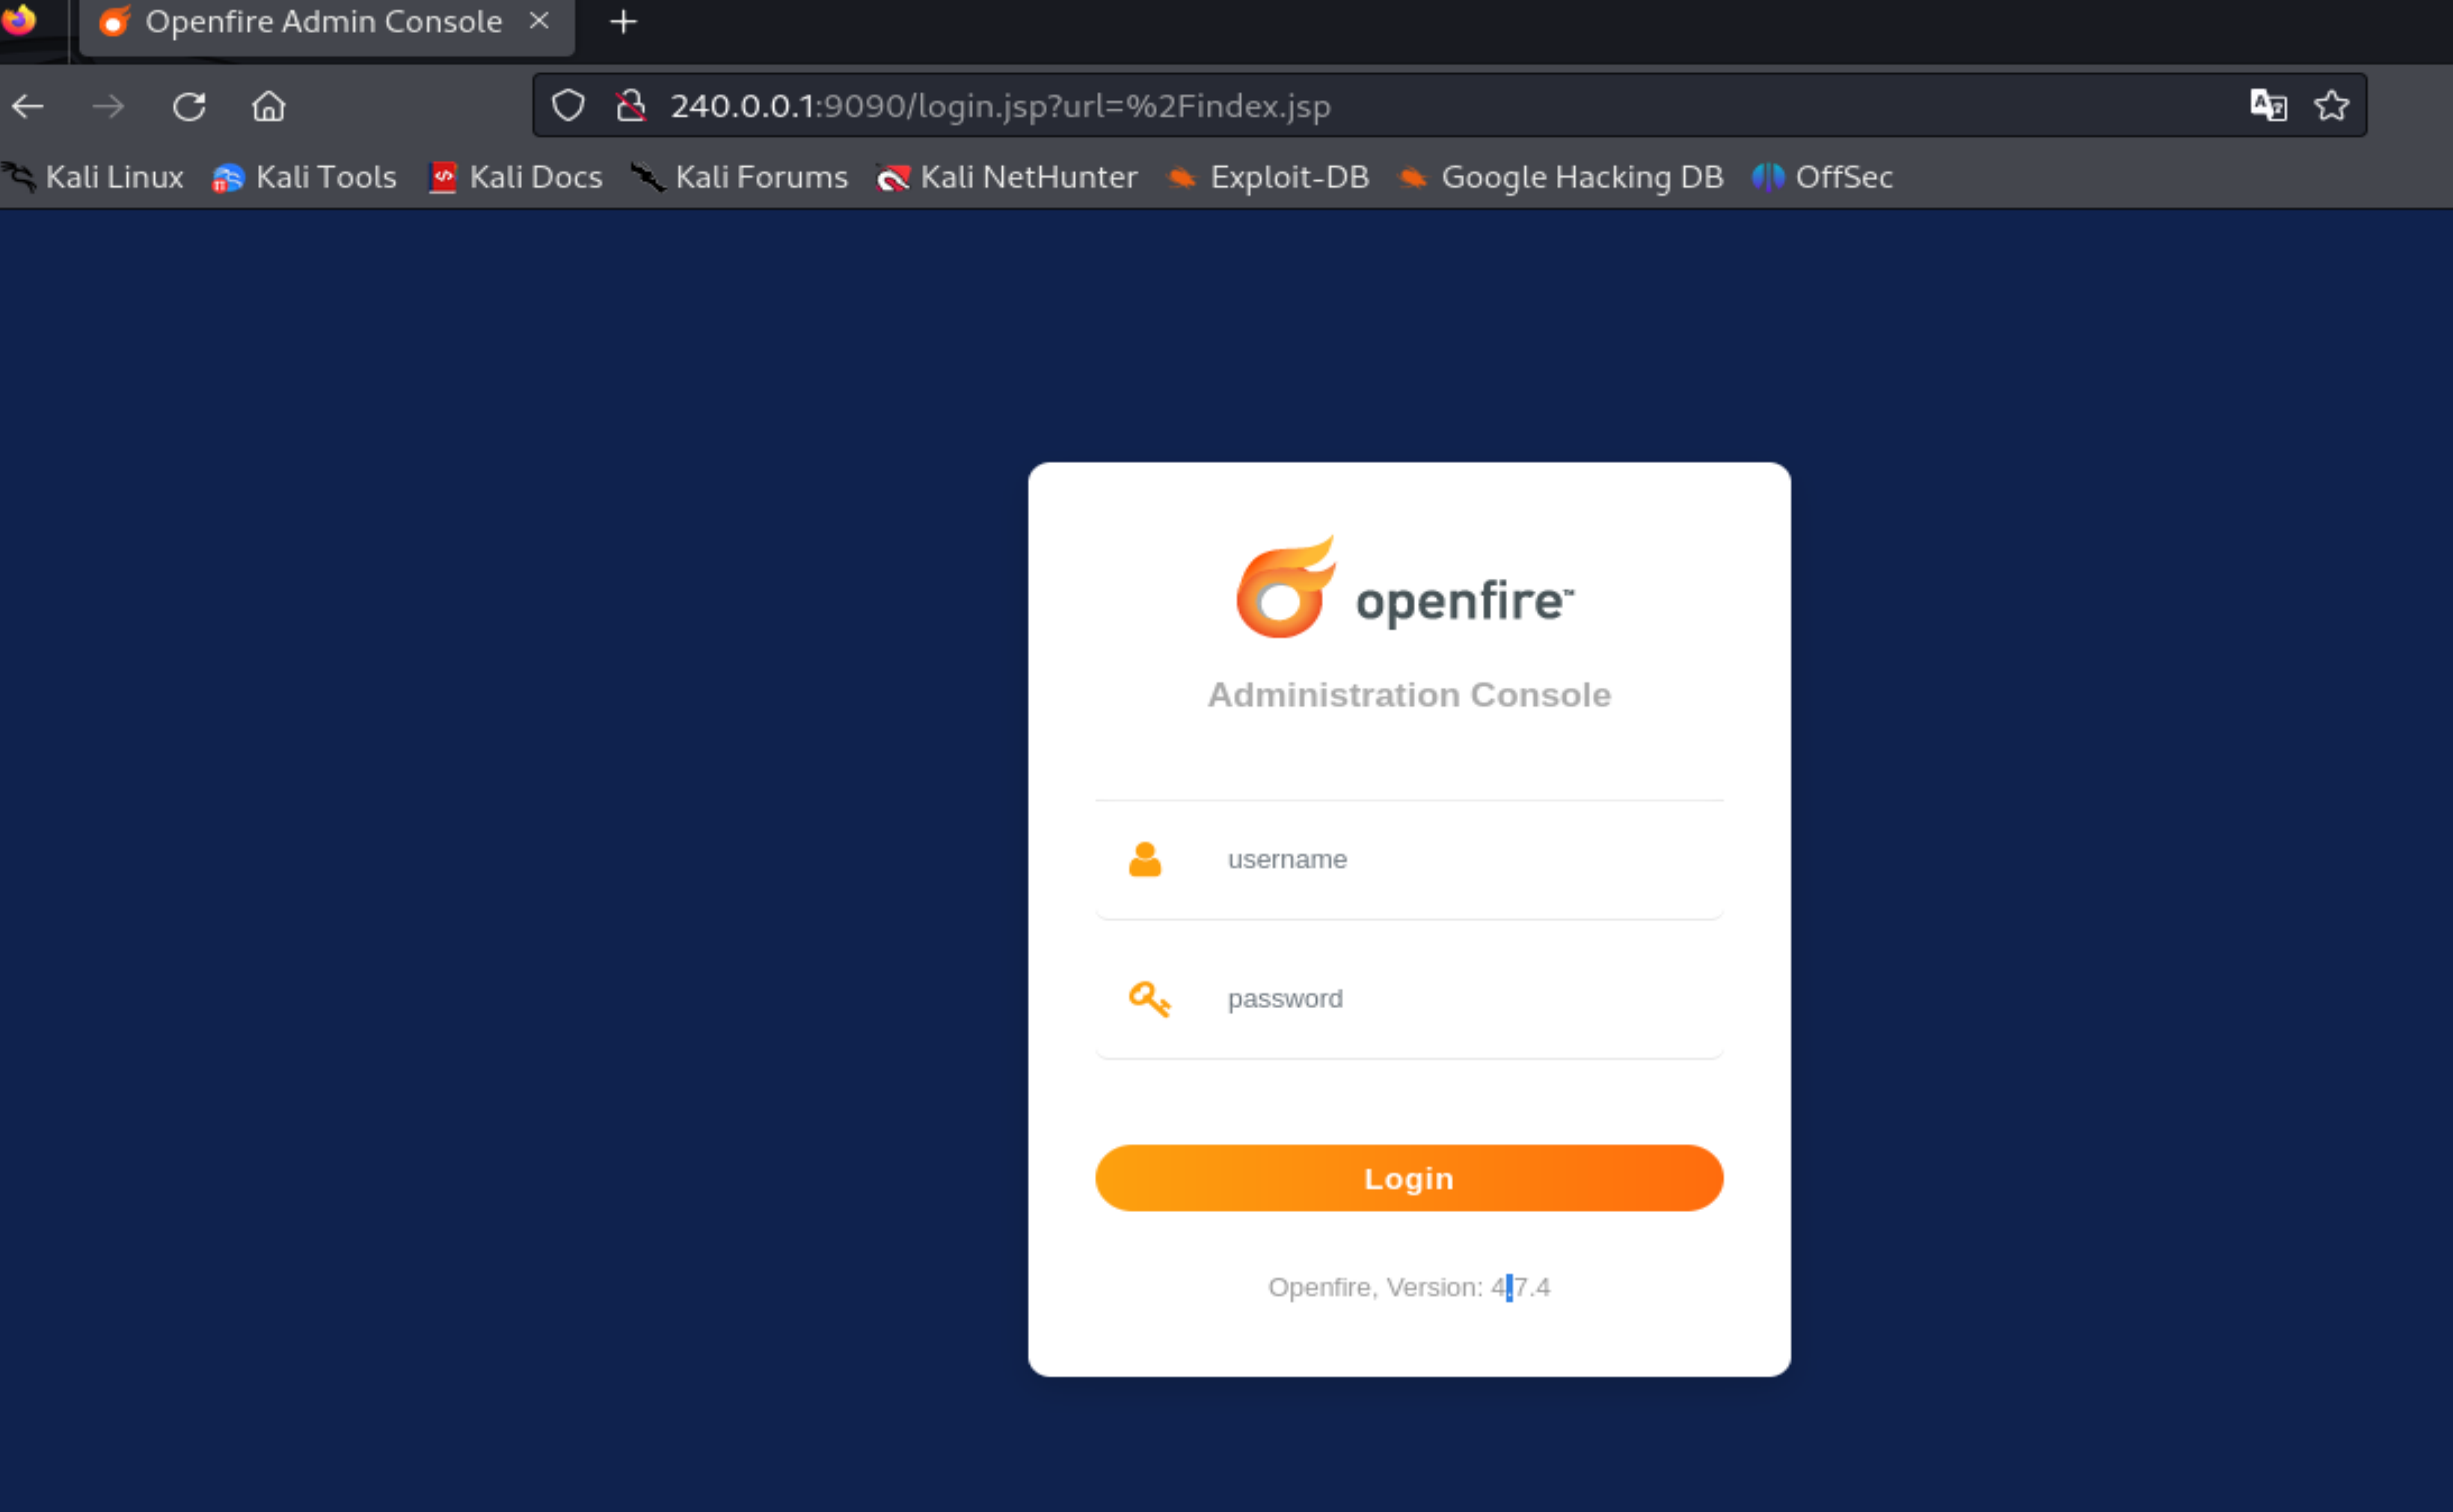 Openfire Admin Console
240.0.0.1:9090/login.jsp?url=%2Findex.jsp
Kali Linux Kali Tools Kali Docs Kali Forums Kali NetHunter Exploit-DB Google Hacking DB OffSec
openfire™
Administration Console
username
password
Login
Openfire, Version: 4.7.4